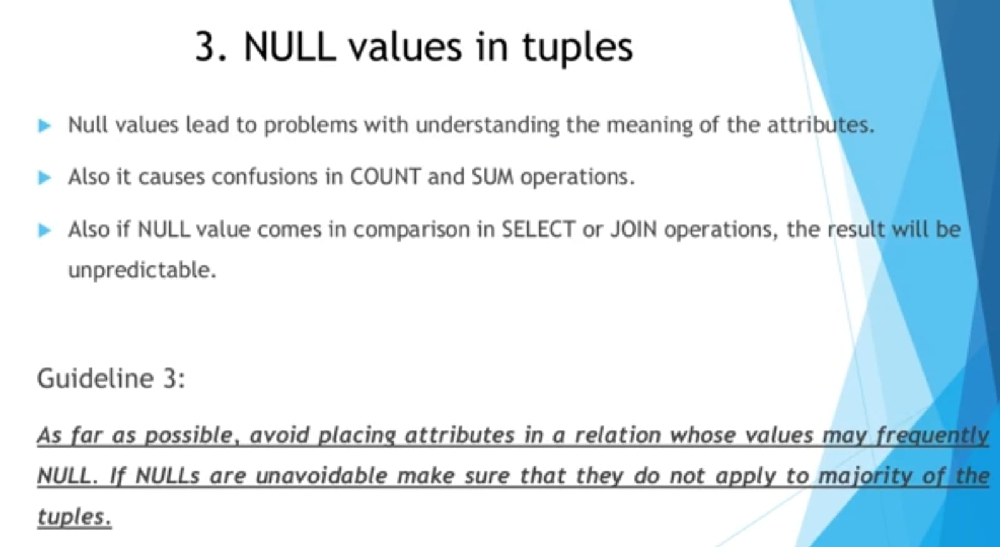 3. NULL values in tuples
Null values lead to problems with understanding the meaning of the attributes.
Also it causes confusions in COUNT and SUM operations.
Also if NULL value comes in comparison in SELECT or JOIN operations, the result will be
unpredictable.
Guideline 3:
As far as possible, avoid placing attributes in a relation whose values may frequently
NULL. If NULLs are unavoidable make sure that they do not apply to majority of the
tuples.